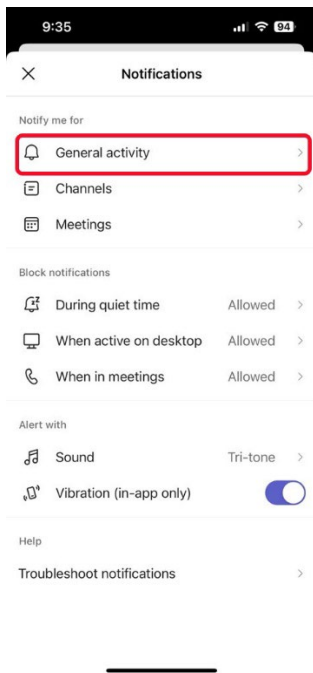 9:35
94
Notifications
Notify me for
General activity
Channels
Meetings
Block notifications
During quiet time Allowed
When active on desktop Allowed
When in meetings Allowed
Alert with
Sound Tri-tone
Vibration (in-app only)
Help
Troubleshoot notifications